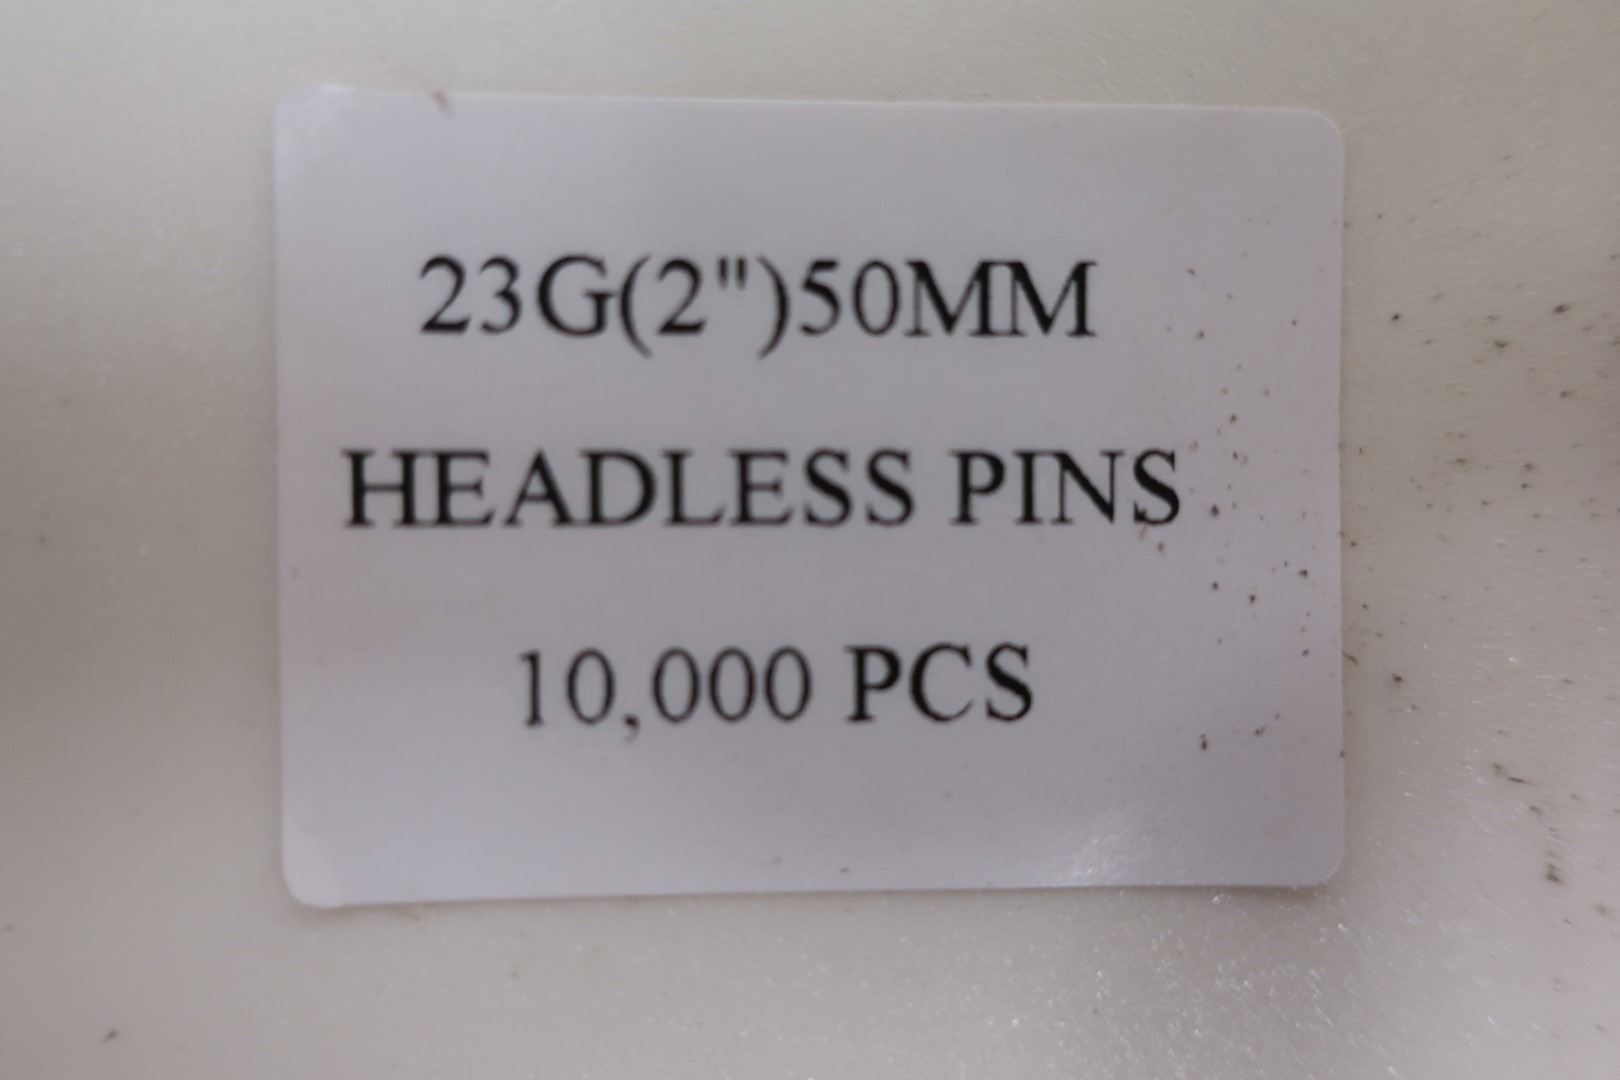 23G(2")50MM
HEADLESS PINS
10,000 PCS